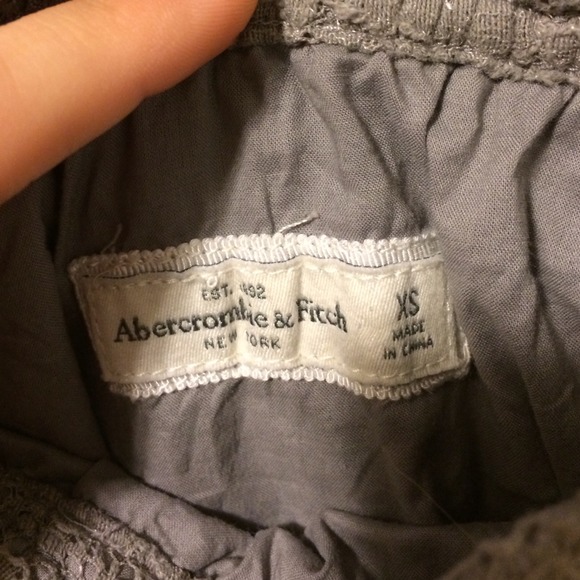 EST. 1892
Abercrombie & Fitch
NEW YORK
XS
MADE
IN CHINA